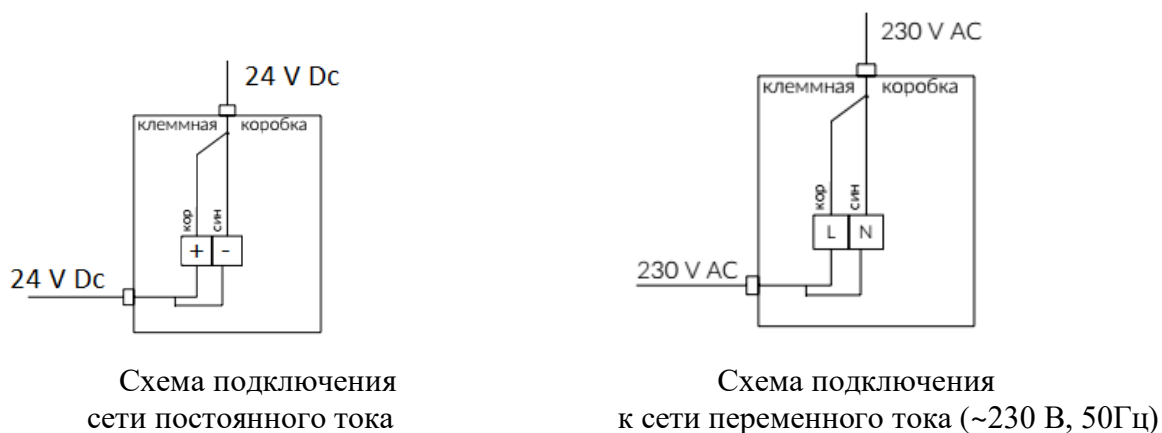 24 V Dc
клеммная коробка
кор
син
+ -
24 V Dc
Схема подключения
сети постоянного тока
230 V AC
клеммная коробка
кор
син
L N
230 V AC
Схема подключения
к сети переменного тока (~230 В, 50Гц)